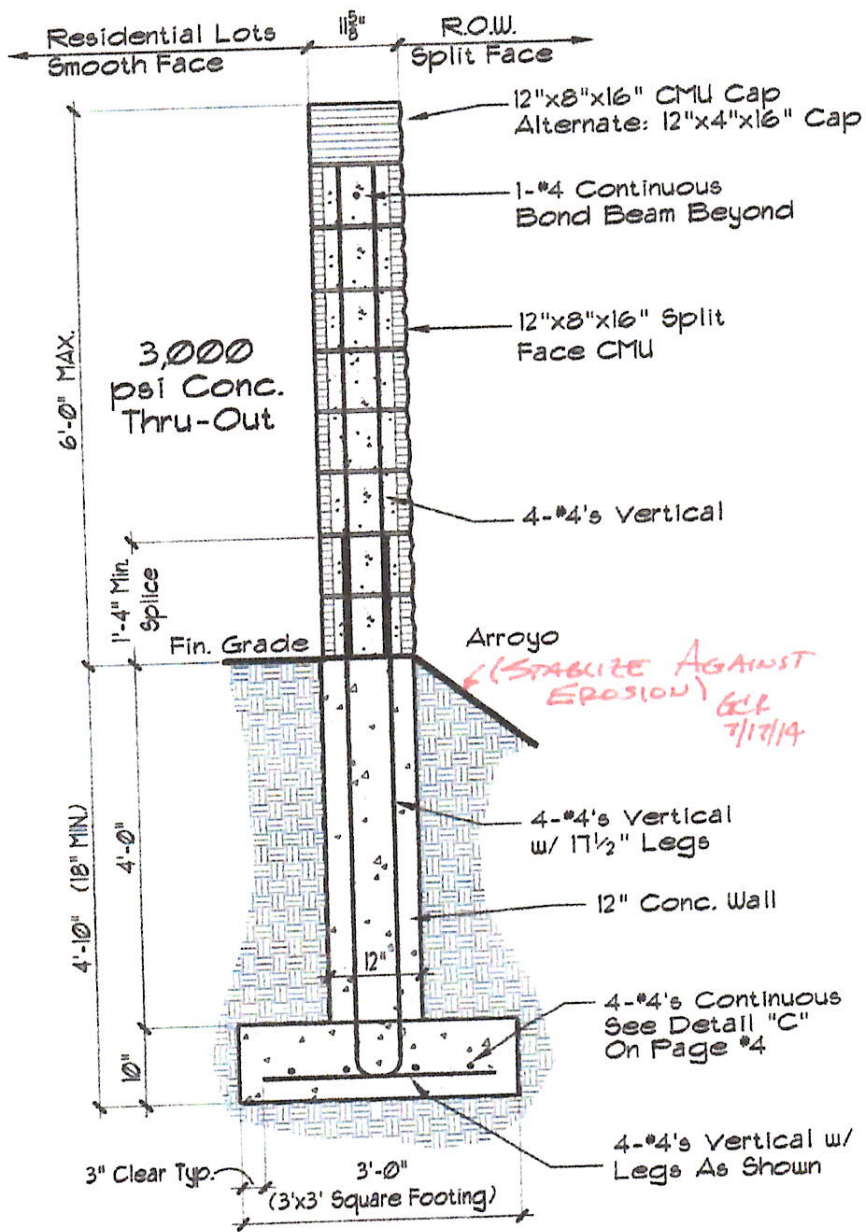 Residential Lots
Smooth Face
11 5/8"
R.O.W.
Split Face
12"x8"x16" CMU Cap
Alternate: 12"x4"x16" Cap
1-#4 Continuous
Bond Beam Beyond
12"x8"x16" Split
Face CMU
6'-0" MAX.
3,000
psi Conc.
Thru-Out
4-#4's Vertical
1'-4" Min.
Splice
Fin. Grade
Arroyo
(STABLIZE AGAINST
EROSION)
GCR
7/17/14
4'-10" (18" MIN.)
4'-0"
4-#4's Vertical
w/ 17 1/2" Legs
12" Conc. Wall
12"
4-#4's Continuous
See Detail "C"
On Page #4
10"
4-#4's Vertical w/
Legs As Shown
3" Clear Typ.
3'-0"
(3'x3' Square Footing)